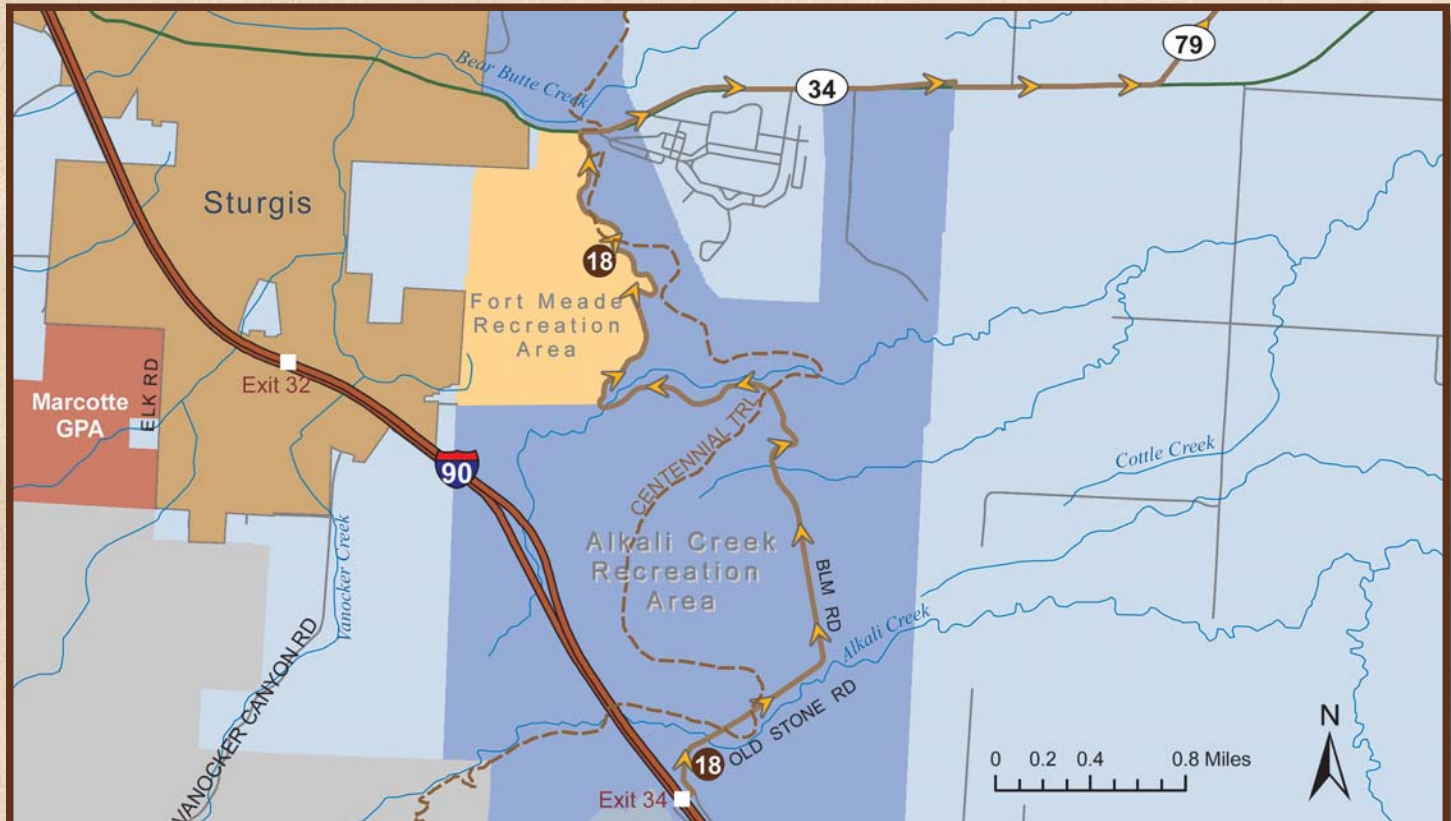 79
Bear Butte Creek
34
Sturgis
18
Fort Meade
Recreation
Area
Exit 32
ELK RD
Marcotte
GPA
90
CENTENNIAL TRL
Cottle Creek
Vanocker Creek
Alkali Creek
Recreation
Area
BLM RD
Alkali Creek
VANOCKER CANYON RD
OLD STONE RD
18
Exit 34
0 0.2 0.4 0.8 Miles
N